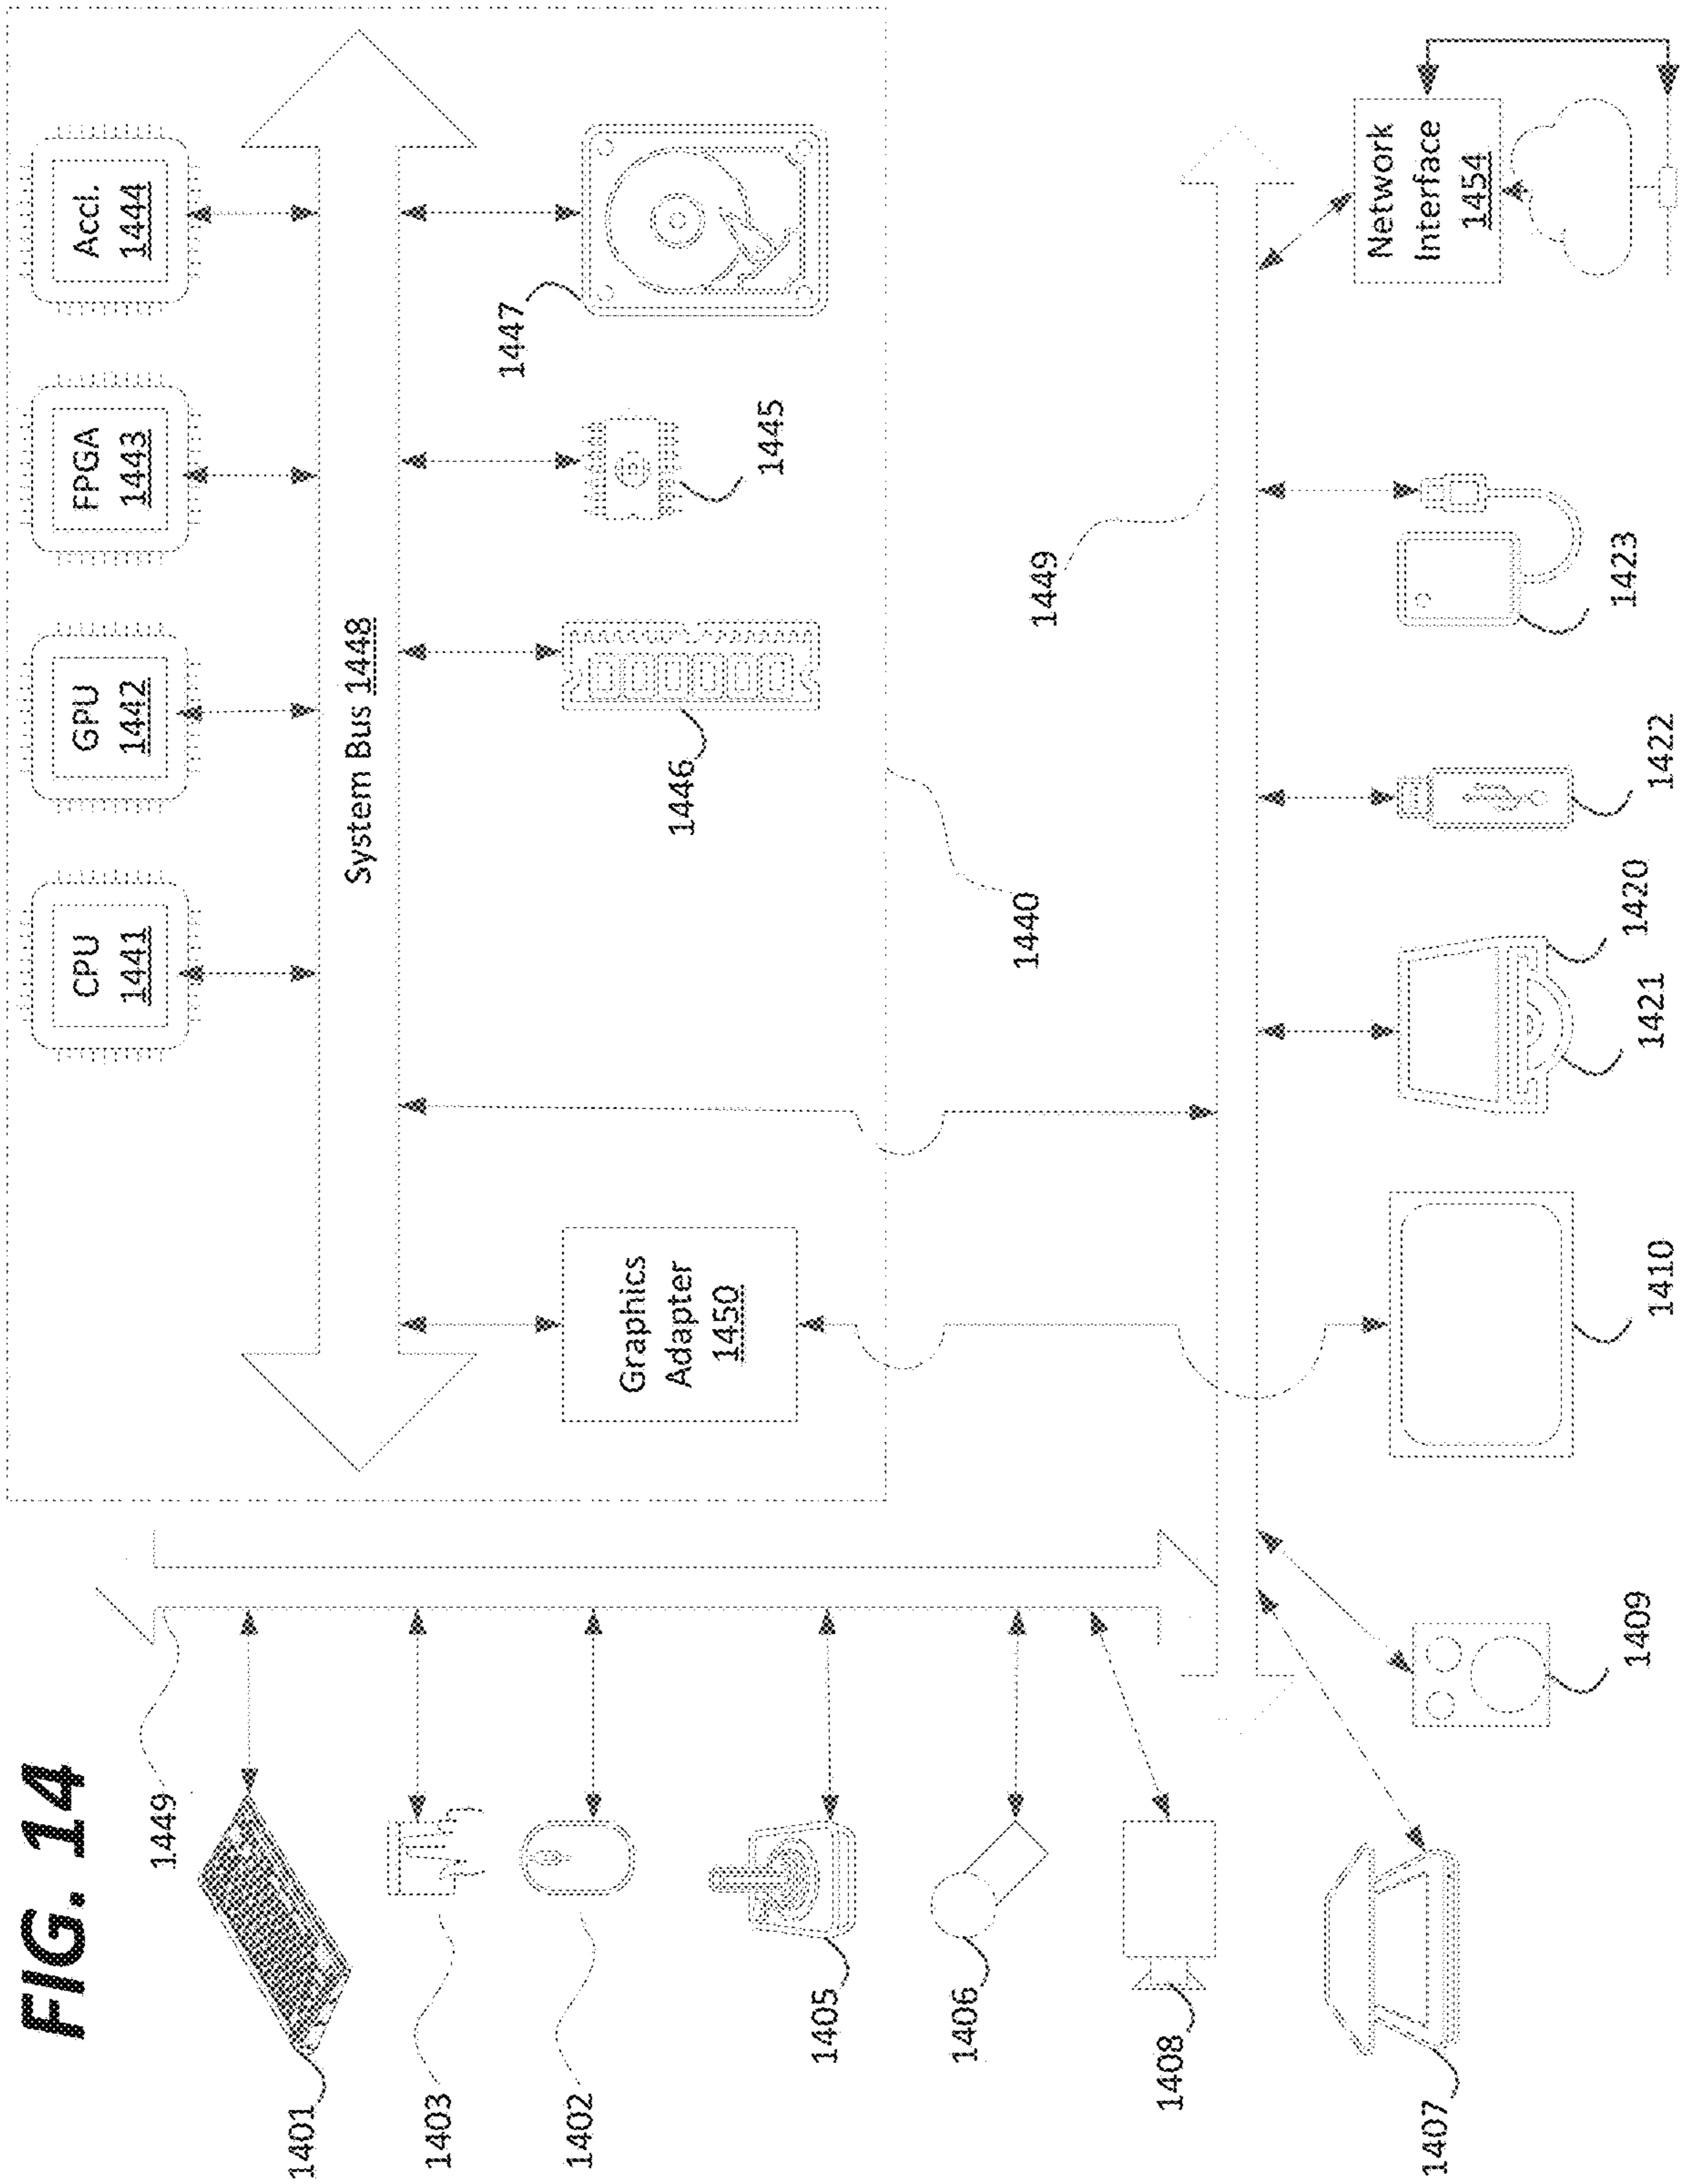 FIG. 14
CPU
1441
GPU
1442
FPGA
1443
Accl.
1444
1449
System Bus 1448
1401
1403
1447
1402
Graphics
Adapter
1450
1446
1445
1405
1406
1440
1449
1408
Network
Interface
1454
1407
1409
1410
1421
1420
1422
1423